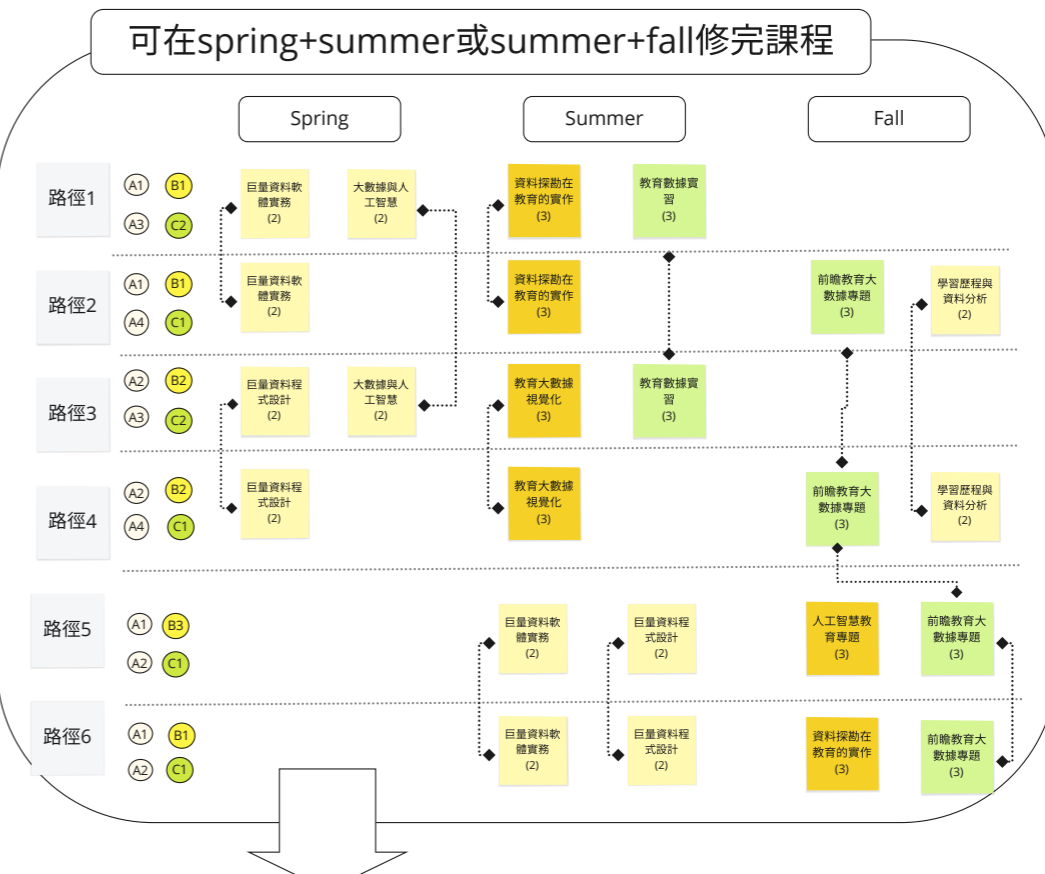 可在spring+summer或summer+fall修完課程
Spring
Summer
Fall
路徑1
A1
B1
A3
C2
巨量資料軟
體實務
(2)
大數據與人
工智慧
(2)
資料探勘在
教育的實作
(3)
教育數據實
習
(3)
路徑2
A1
B1
A4
C1
巨量資料軟
體實務
(2)
資料探勘在
教育的實作
(3)
前瞻教育大
數據專題
(3)
學習歷程與
資料分析
(2)
路徑3
A2
B2
A3
C2
巨量資料程
式設計
(2)
大數據與人
工智慧
(2)
教育大數據
視覺化
(3)
教育數據實
習
(3)
路徑4
A2
B2
A4
C1
巨量資料程
式設計
(2)
教育大數據
視覺化
(3)
前瞻教育大
數據專題
(3)
學習歷程與
資料分析
(2)
路徑5
A1
B3
A2
C1
巨量資料軟
體實務
(2)
巨量資料程
式設計
(2)
人工智慧教
育專題
(3)
前瞻教育大
數據專題
(3)
路徑6
A1
B1
A2
C1
巨量資料軟
體實務
(2)
巨量資料程
式設計
(2)
資料探勘在
教育的實作
(3)
前瞻教育大
數據專題
(3)